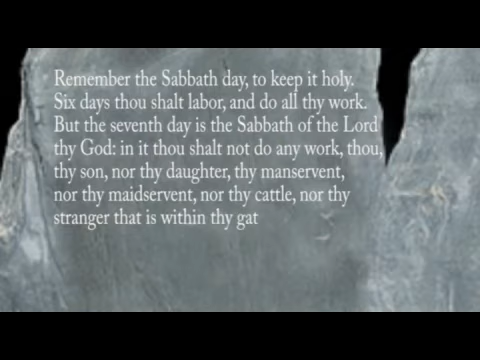 Remember the Sabbath day, to keep it holy.
Six days thou shalt labor, and do all thy work.
But the seventh day is the Sabbath of the Lord
thy God: in it thou shalt not do any work, thou,
thy son, nor thy daughter, thy manservent,
nor thy maidservent, nor thy cattle, nor thy
stranger that is within thy gat